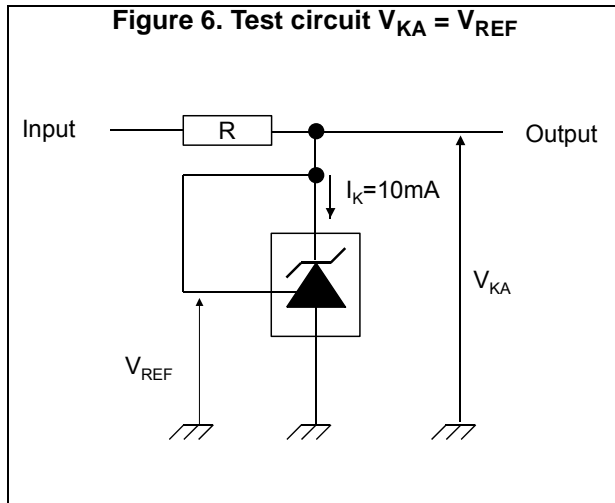 Figure 6. Test circuit VKA = VREF
Input
R
Output
IK=10mA
VKA
VREF